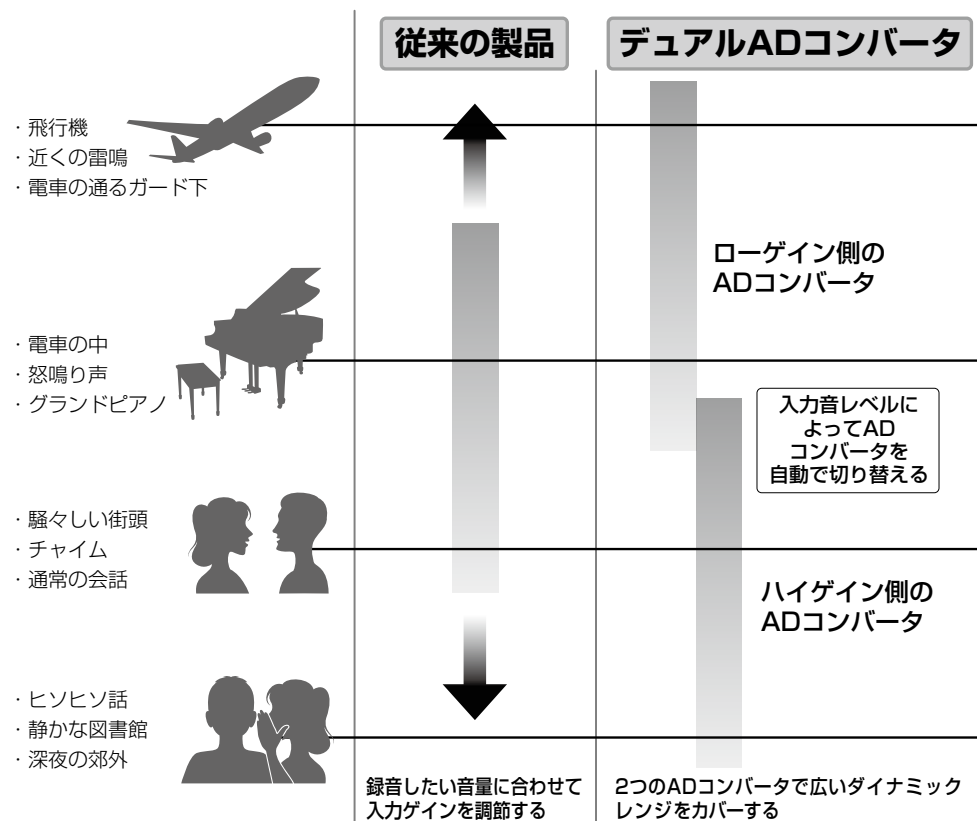 従来の製品
デュアルADコンバータ
・飛行機
・近くの雷鳴
・電車の通るガード下
ローゲイン側の
ADコンバータ
・電車の中
・怒鳴り声
・グランドピアノ
入力音レベルに
よってAD
コンバータを
自動で切り替える
・騒々しい街頭
・チャイム
・通常の会話
ハイゲイン側の
ADコンバータ
・ヒソヒソ話
・静かな図書館
・深夜の郊外
録音したい音量に合わせて
入力ゲインを調節する
2つのADコンバータで広いダイナミック
レンジをカバーする